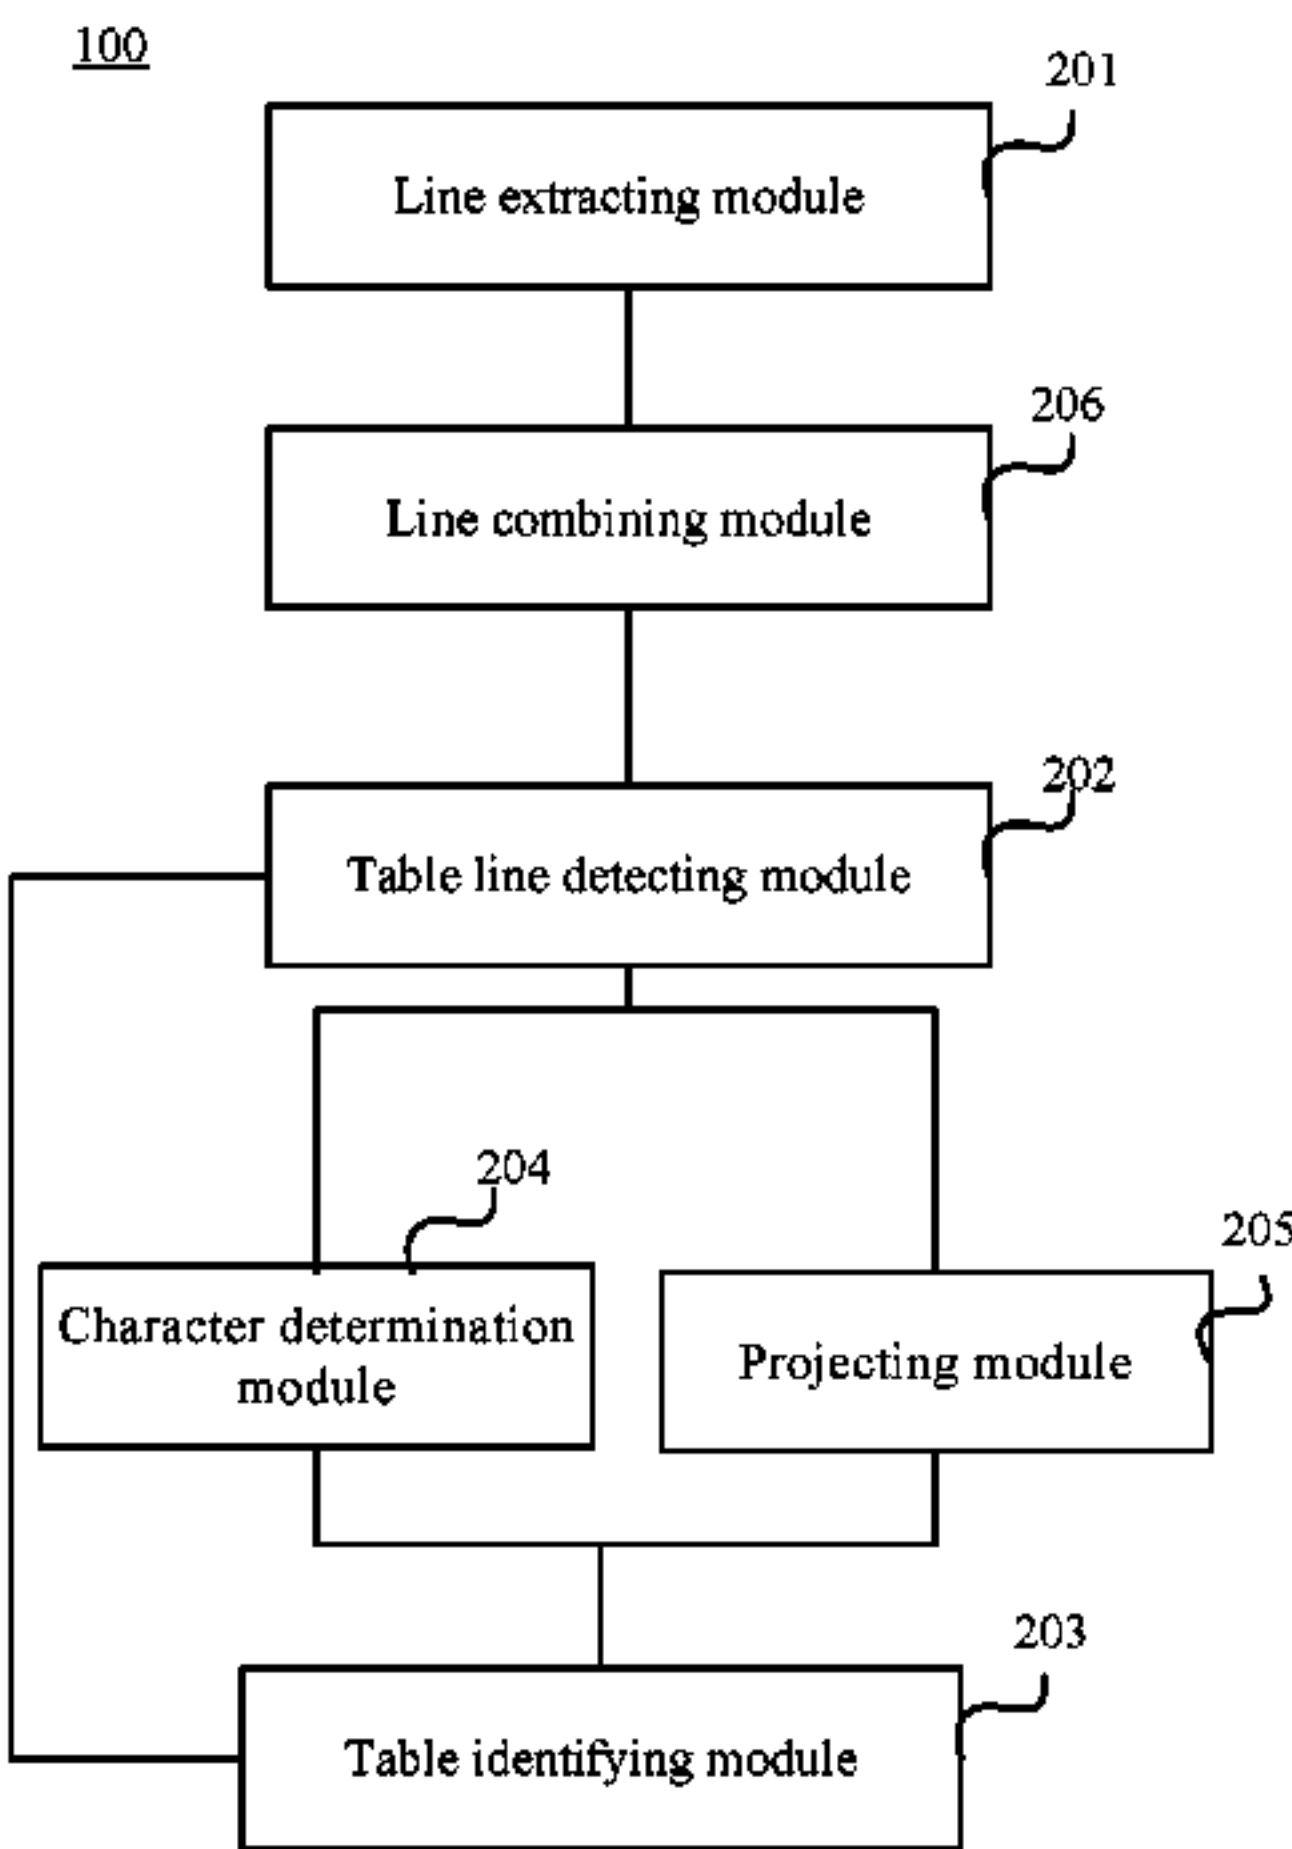 100
201
Line extracting module
206
Line combining module
202
Table line detecting module
204
Character determination
module
205
Projecting module
203
Table identifying module